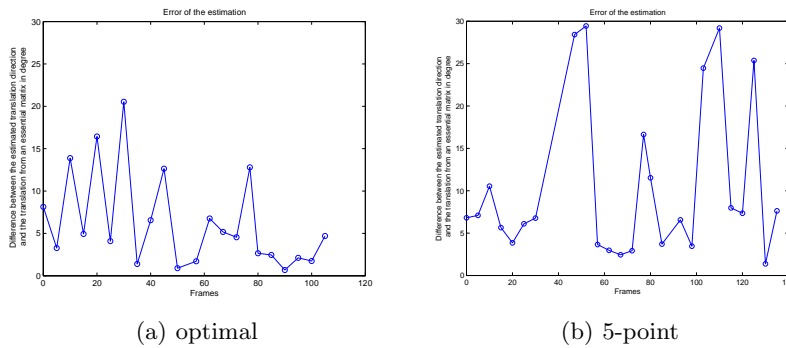 Error of the estimation
Difference between the estimated translation direction
and the translation from an essential matrix in degree
30
25
20
15
10
5
0
0 20 40 60 80 100 120
Frames
(a) optimal
Error of the estimation
Difference between the estimated translation direction
and the translation from an essential matrix in degree
30
25
20
15
10
5
0
0 20 40 60 80 100 120
Frames
(b) 5-point